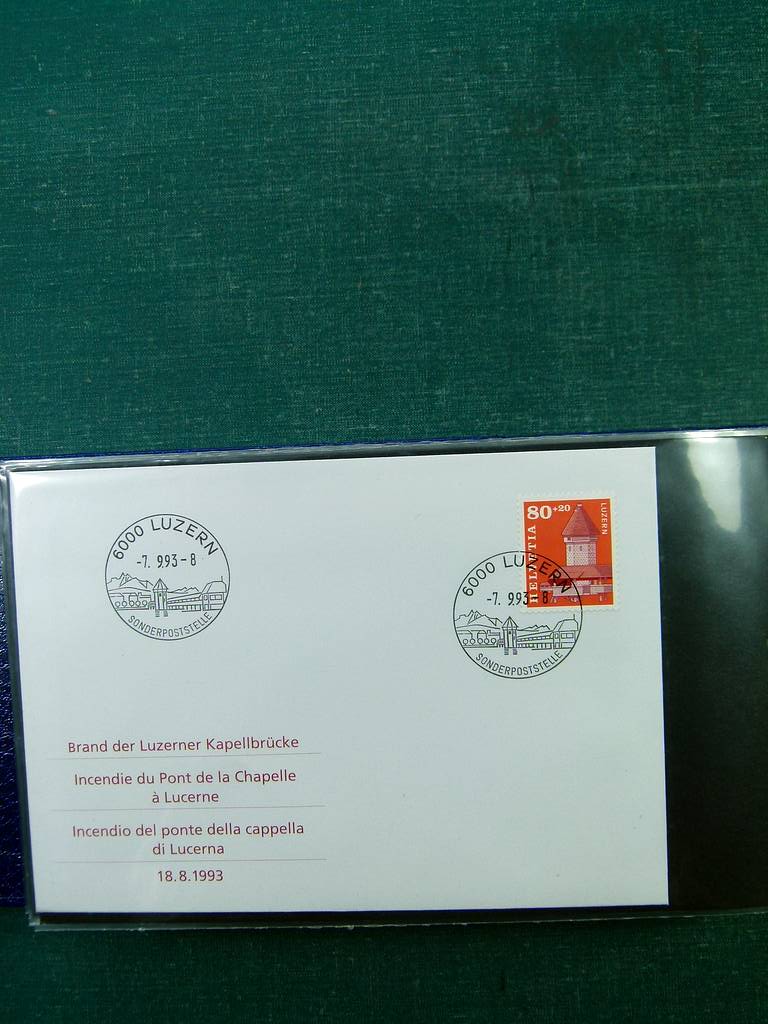 6000 LUZERN
-7. 9.93-8
SONDERPOSTSTELLE
80+20
LUZERN
HELVETIA
6000 LUZERN
-7. 9.93-8
SONDERPOSTSTELLE
Brand der Luzerner Kapellbrücke
Incendie du Pont de la Chapelle
à Lucerne
Incendio del ponte della cappella
di Lucerna
18.8.1993